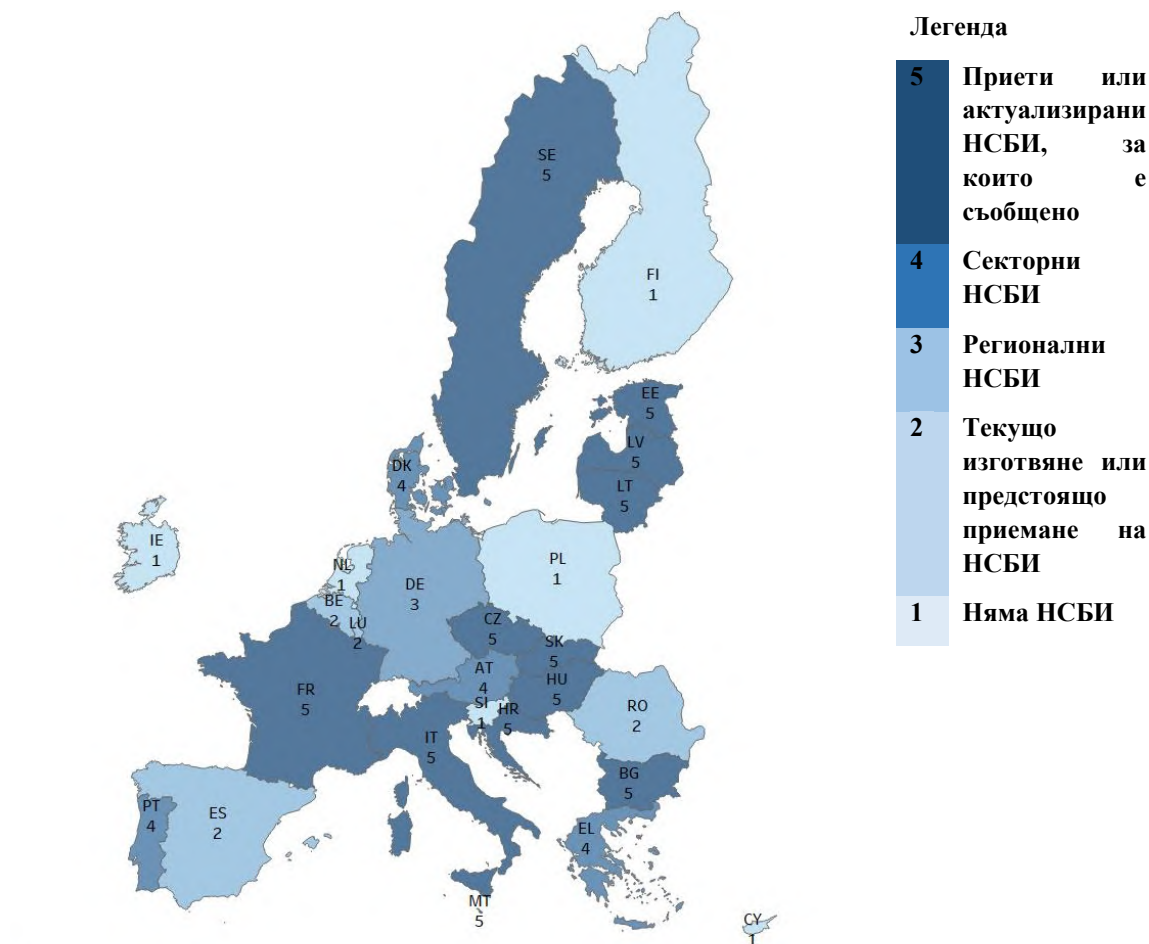 Легенда
5 Приети или
актуализирани
НСБИ, за
които е
съобщено
4 Секторни
НСБИ
3 Регионални
НСБИ
2 Текущо
изготвяне или
предстоящо
приемане на
НСБИ
1 Няма НСБИ
SE
5
FI
1
EE
5
LV
5
LT
5
DK
4
IE
1
NL
1
BE
2
LU
2
DE
3
PL
1
CZ
5
SK
5
AT
4
HU
5
SI
1
HR
5
FR
5
IT
5
RO
2
BG
5
PT
4
ES
2
EL
4
MT
5
CY
1